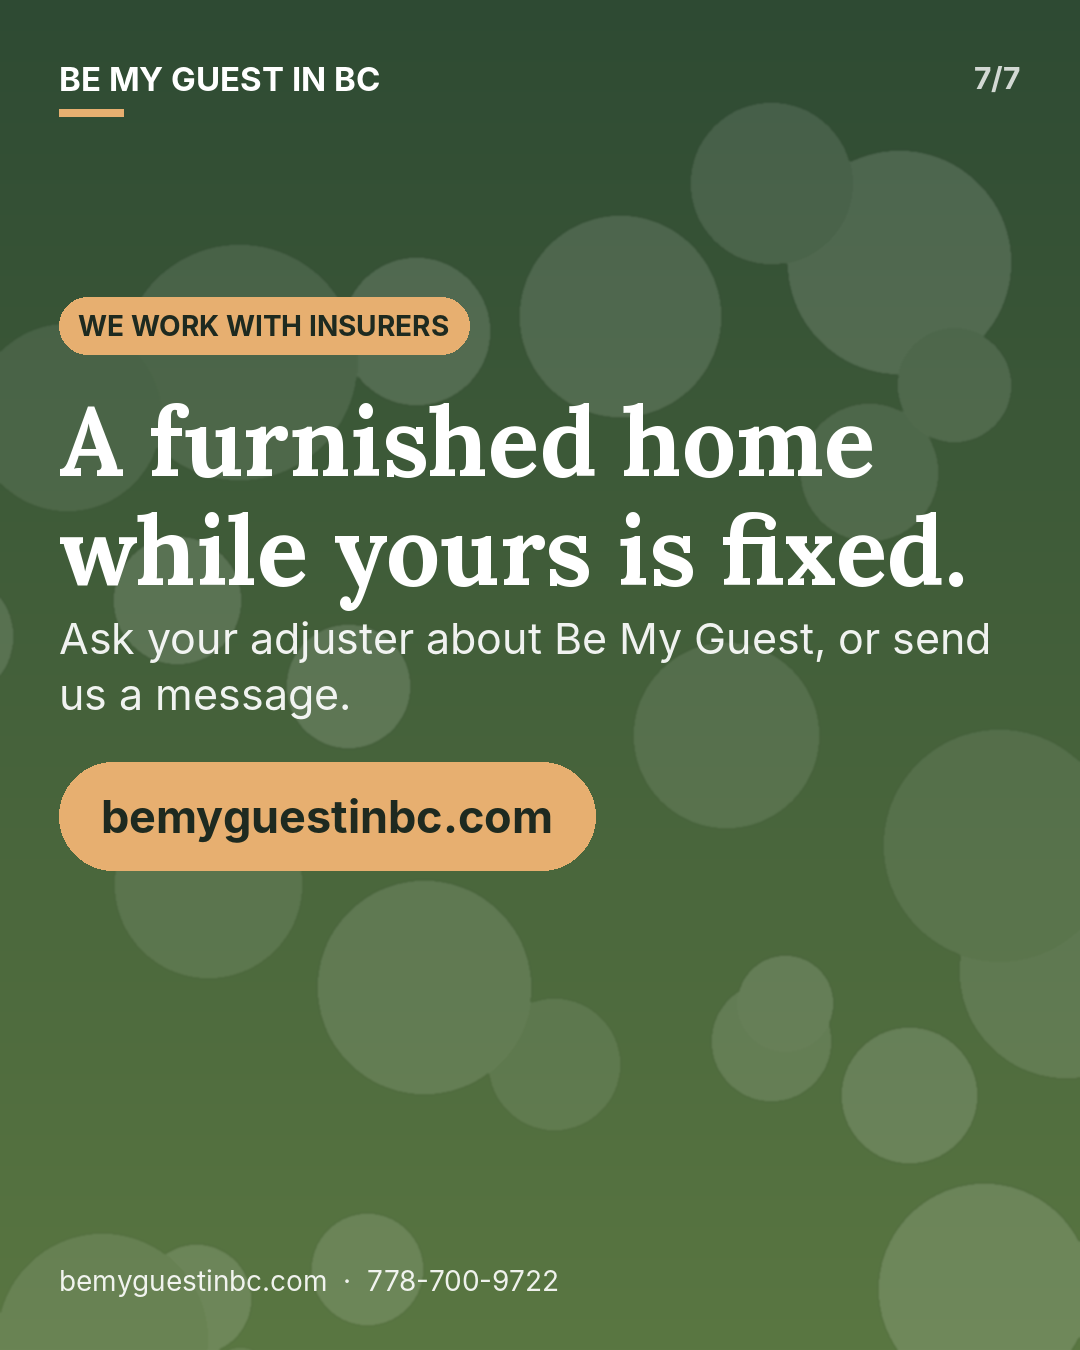 BE MY GUEST IN BC
7/7
WE WORK WITH INSURERS
A furnished home
while yours is fixed.
Ask your adjuster about Be My Guest, or send
us a message.
bemyguestinbc.com
bemyguestinbc.com · 778-700-9722